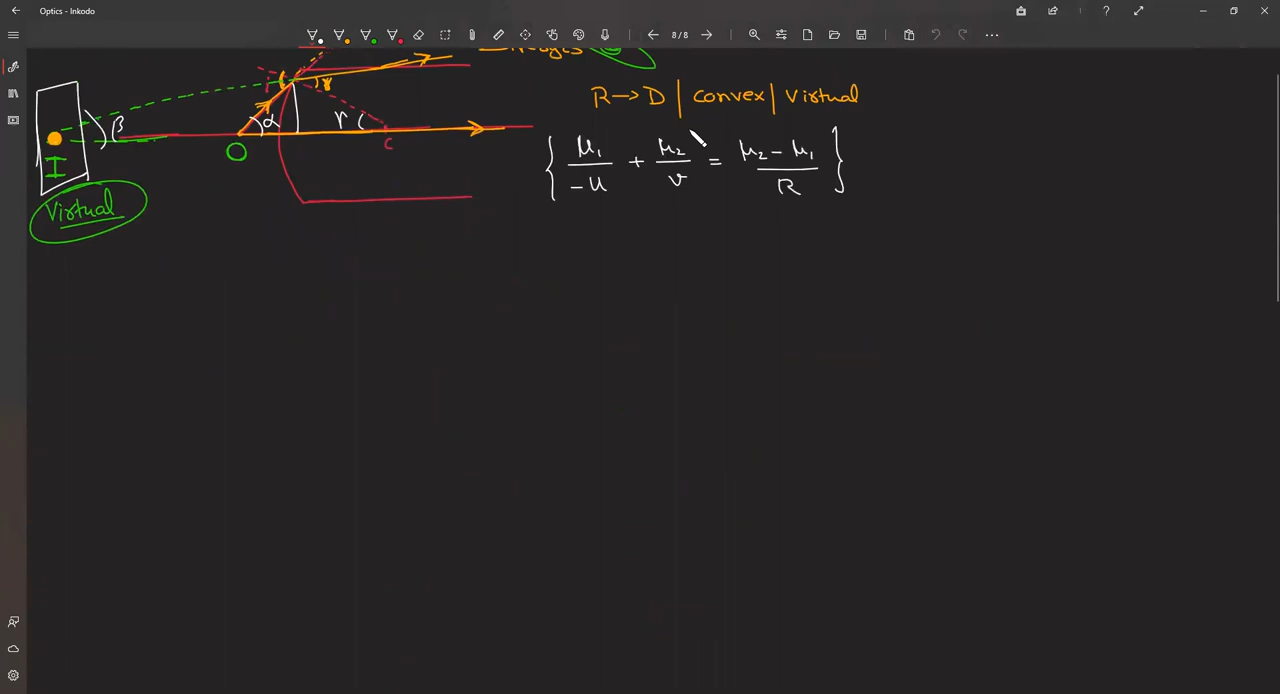 Optics - Inkodo
8/8
R→D | convex | Virtual
{ μ₁/-u + μ₂/v = μ₂ - μ₁/R }
i
r
β
α
γ
I
O
C
Virtual